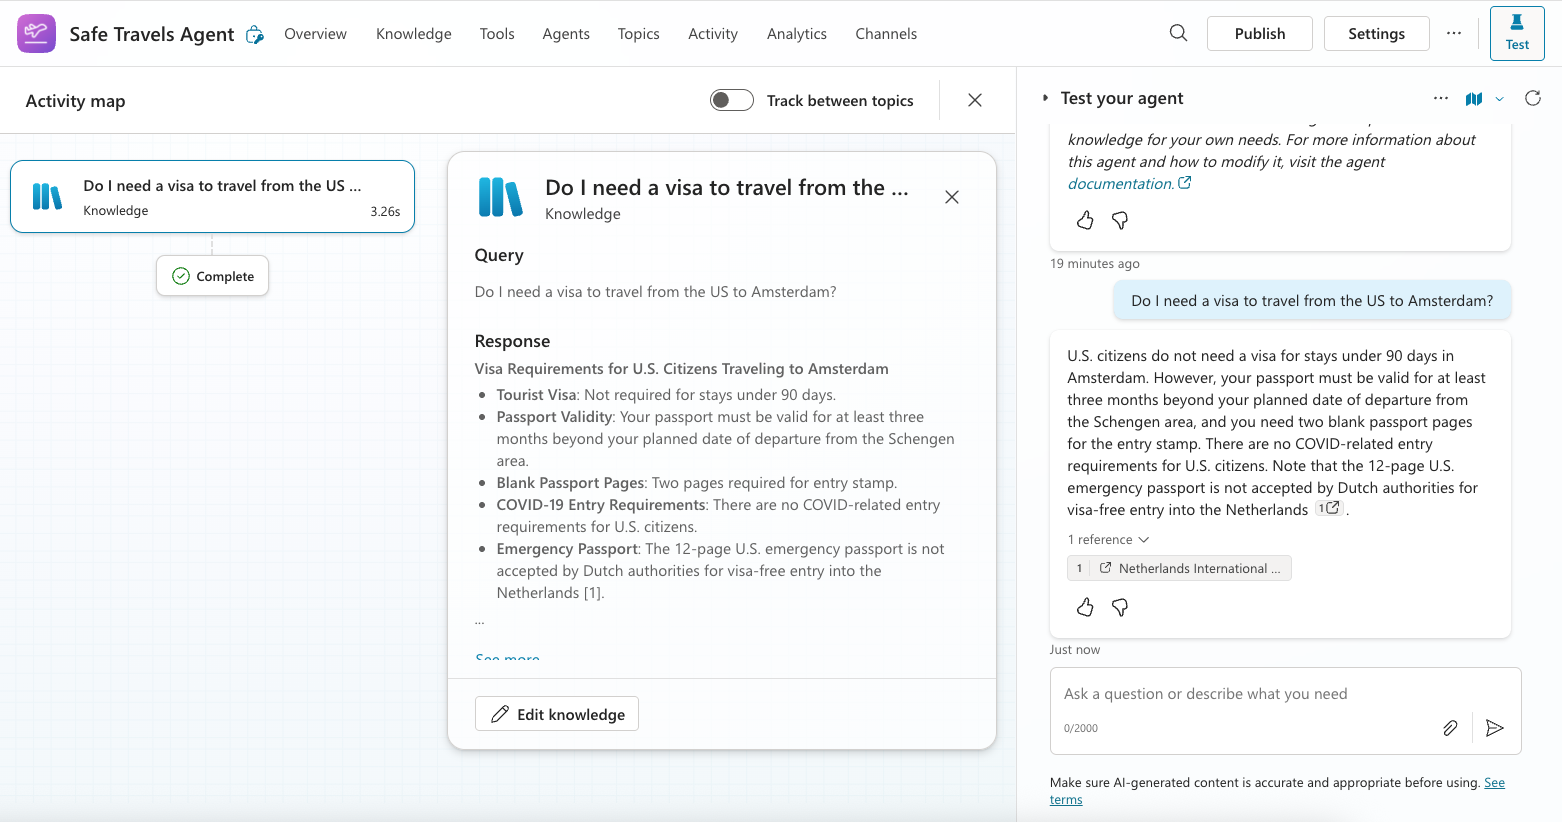 Safe Travels Agent
Overview
Knowledge
Tools
Agents
Topics
Activity
Analytics
Channels
Publish
Settings
...
Test
Activity map
Track between topics
Do I need a visa to travel from the US ...
Knowledge
3.26s
Complete
Do I need a visa to travel from the ...
Knowledge
Query
Do I need a visa to travel from the US to Amsterdam?
Response
Visa Requirements for U.S. Citizens Traveling to Amsterdam
• Tourist Visa: Not required for stays under 90 days.
• Passport Validity: Your passport must be valid for at least three
months beyond your planned date of departure from the Schengen
area.
• Blank Passport Pages: Two pages required for entry stamp.
• COVID-19 Entry Requirements: There are no COVID-related entry
requirements for U.S. citizens.
• Emergency Passport: The 12-page U.S. emergency passport is not
accepted by Dutch authorities for visa-free entry into the
Netherlands [1].
...
See more
Edit knowledge
Test your agent
...
knowledge for your own needs. For more information about
this agent and how to modify it, visit the agent
documentation.
19 minutes ago
Do I need a visa to travel from the US to Amsterdam?
U.S. citizens do not need a visa for stays under 90 days in
Amsterdam. However, your passport must be valid for at least
three months beyond your planned date of departure from
the Schengen area, and you need two blank passport pages
for the entry stamp. There are no COVID-related entry
requirements for U.S. citizens. Note that the 12-page U.S.
emergency passport is not accepted by Dutch authorities for
visa-free entry into the Netherlands 1.
1 reference
1 Netherlands International ...
Just now
Ask a question or describe what you need
0/2000
Make sure AI-generated content is accurate and appropriate before using. See
terms